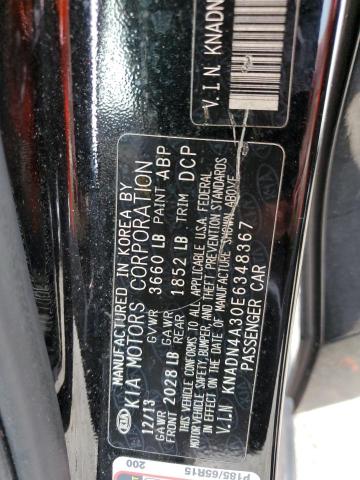 V.I.N KNADN
MANUFACTURED IN KOREA BY
KIA MOTORS CORPORATION
12/13 GVWR 3660 LB PAINT ABP
GAWR FRONT 2028 LB GAWR REAR 1852 LB TRIM DCP
THIS VEHICLE CONFORMS TO ALL APPLICABLE U.S.A. FEDERAL
MOTOR VEHICLE SAFETY, BUMPER, AND THEFT PREVENTION STANDARDS
IN EFFECT ON THE DATE OF MANUFACTURE SHOWN ABOVE
V.I.N KNADN4A30E6348367
PASSENGER CAR
P185/65R15
200